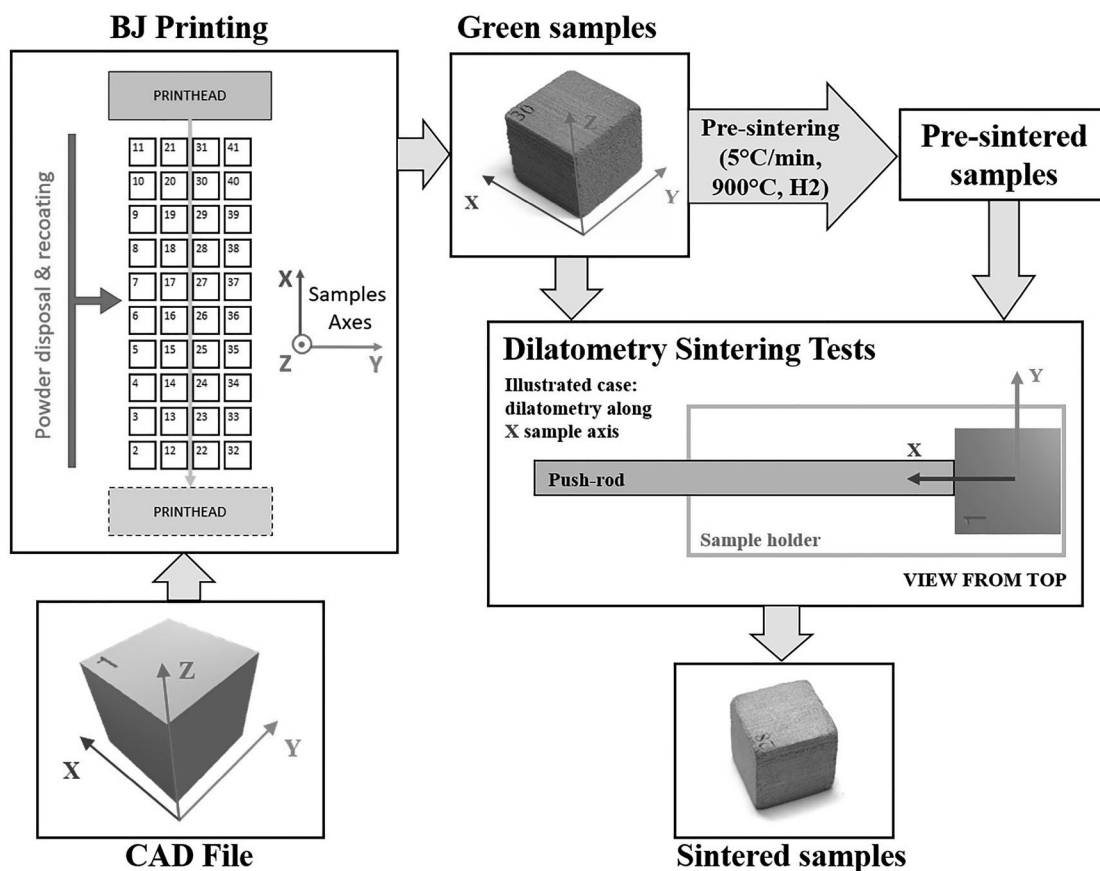 BJ Printing
PRINTHEAD
11 21 31 41
10 20 30 40
9 19 29 39
8 18 28 38
7 17 27 37
6 16 26 36
5 15 25 35
4 14 24 34
3 13 23 33
2 12 22 32
PRINTHEAD
Powder disposal & recoating
X
Samples
Axes
Z
Y
Green samples
30
Z
X
Y
Pre-sintering
(5°C/min,
900°C, H2)
Pre-sintered
samples
Dilatometry Sintering Tests
Illustrated case:
dilatometry along
X sample axis
Y
X
Push-rod
1
Sample holder
VIEW FROM TOP
1
Z
X
Y
CAD File
28
Sintered samples